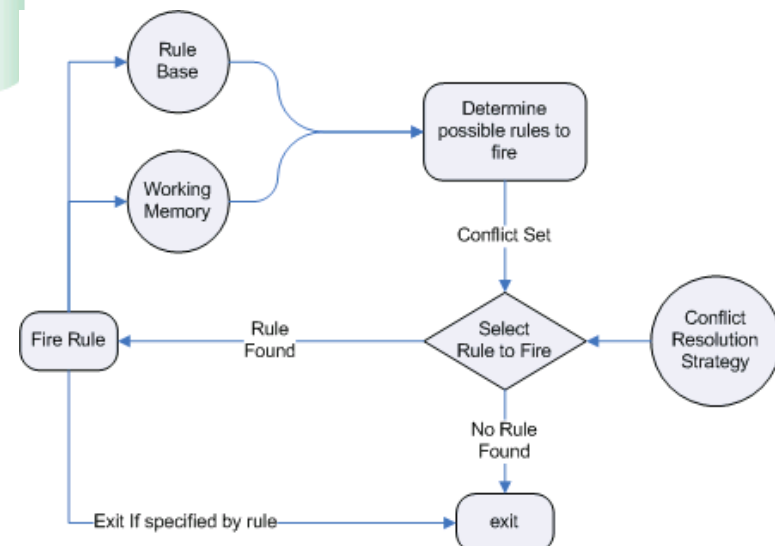 Rule
Base
Determine
possible rules to
fire
Working
Memory
Conflict Set
Fire Rule
Rule
Found
Select
Rule to Fire
Conflict
Resolution
Strategy
No Rule
Found
Exit If specified by rule
exit